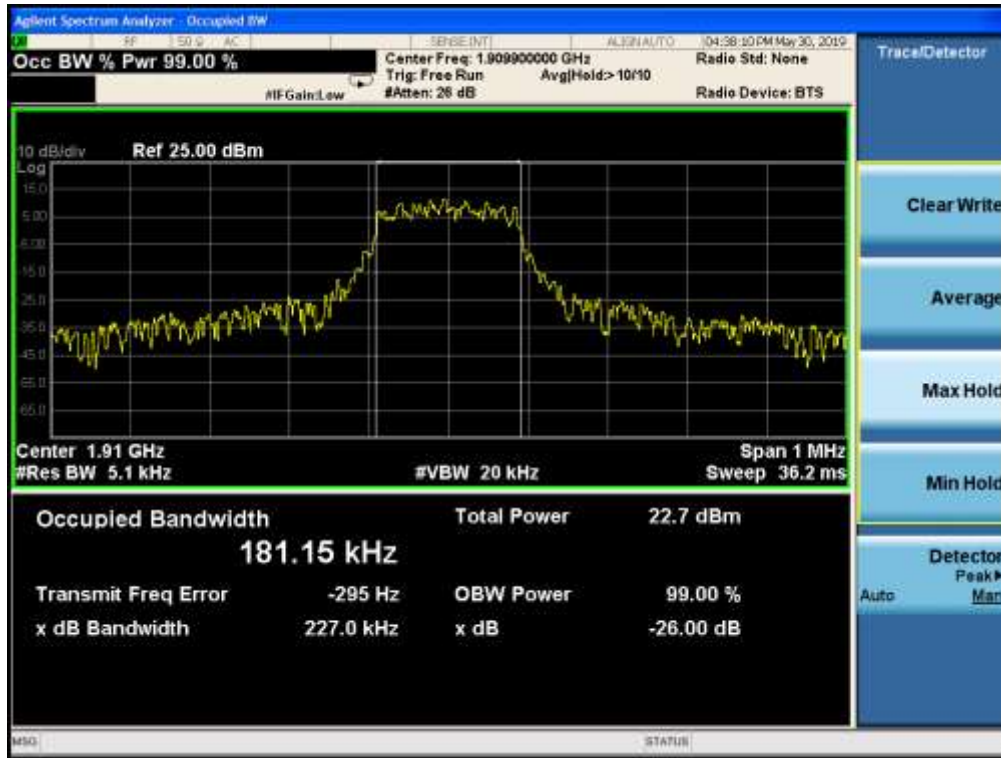 Agilent Spectrum Analyzer - Occupied BW
RF 50 Ω AC SENSE:INT ALIGN AUTO 04:38:10 PM May 30, 2019
Occ BW % Pwr 99.00 %
Center Freq: 1.909900000 GHz
Radio Std: None
Trig: Free Run Avg|Hold:> 10/10
#IFGain:Low #Atten: 26 dB Radio Device: BTS
Trace/Detector
10 dB/div Ref 25.00 dBm
Log
15.0
5.00
-5.00
-15.0
-25.0
-35.0
-45.0
-55.0
-65.0
Center 1.91 GHz Span 1 MHz
#Res BW 5.1 kHz #VBW 20 kHz Sweep 36.2 ms
Occupied Bandwidth Total Power 22.7 dBm
181.15 kHz
Transmit Freq Error -295 Hz OBW Power 99.00 %
x dB Bandwidth 227.0 kHz x dB -26.00 dB
Clear Write
Average
Max Hold
Min Hold
Detector
Peak▶
Auto Man
MSG STATUS